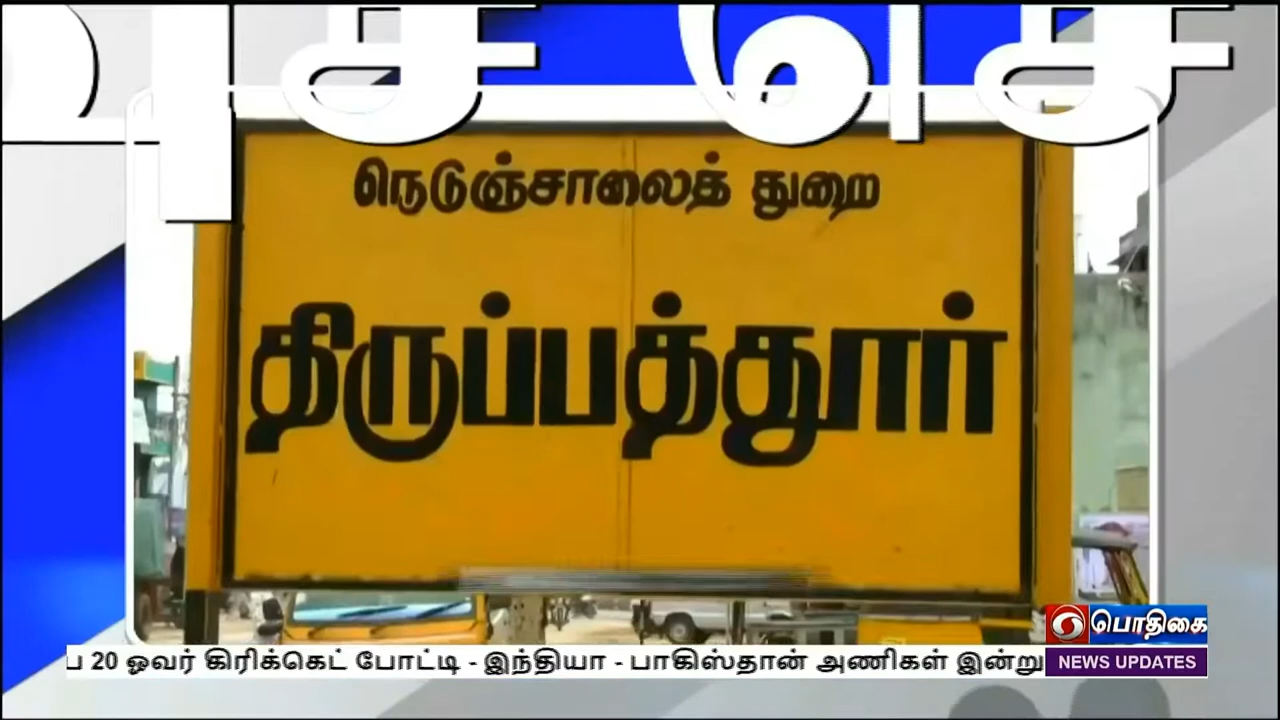 நெடுஞ்சாலைத் துறை
திருப்பத்தூர்
பொதிகை
20 ஓவர் கிரிக்கெட் போட்டி - இந்தியா - பாகிஸ்தான் அணிகள் இன்று
NEWS UPDATES